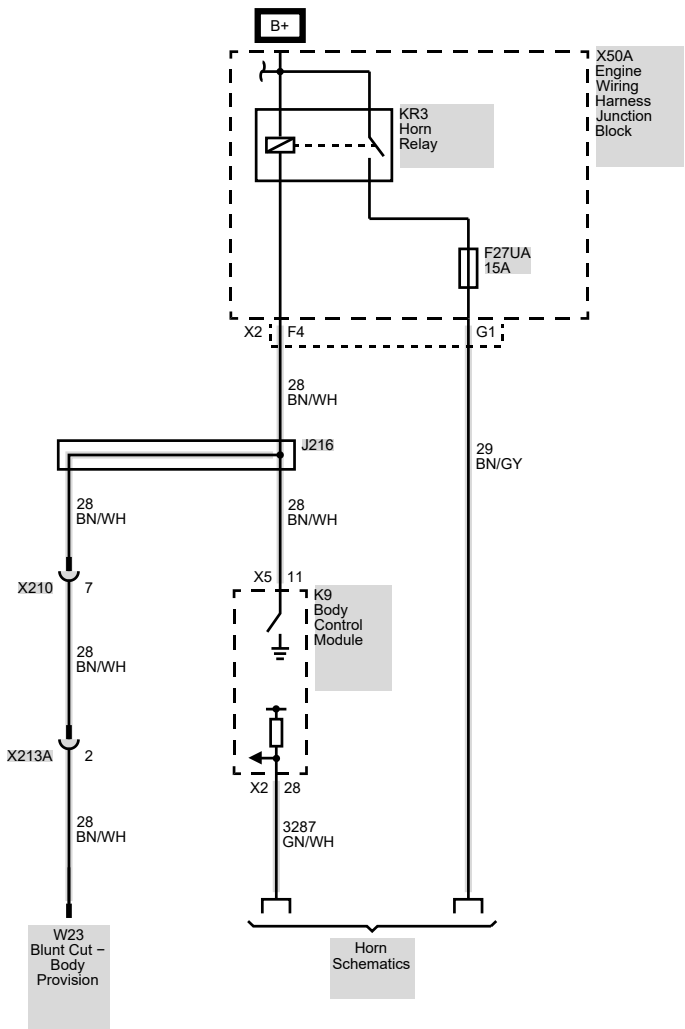 B+
X50A
Engine
Wiring
Harness
Junction
Block
KR3
Horn
Relay
F27UA
15A
X2 F4 G1
28
BN/WH
J216
29
BN/GY
28
BN/WH
28
BN/WH
X5 11
X210 7
K9
Body
Control
Module
28
BN/WH
X213A 2
X2 28
28
BN/WH
3287
GN/WH
W23
Blunt Cut –
Body
Provision
Horn
Schematics